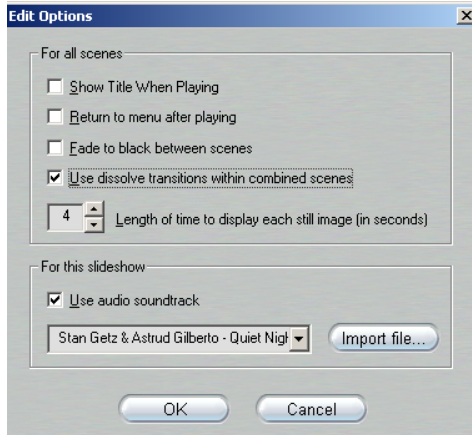 Edit Options
For all scenes
Show Title When Playing
Return to menu after playing
Fade to black between scenes
Use dissolve transitions within combined scenes
4 Length of time to display each still image (in seconds)
For this slideshow
Use audio soundtrack
Stan Getz & Astrud Gilberto - Quiet Nigh Import file...
OK Cancel